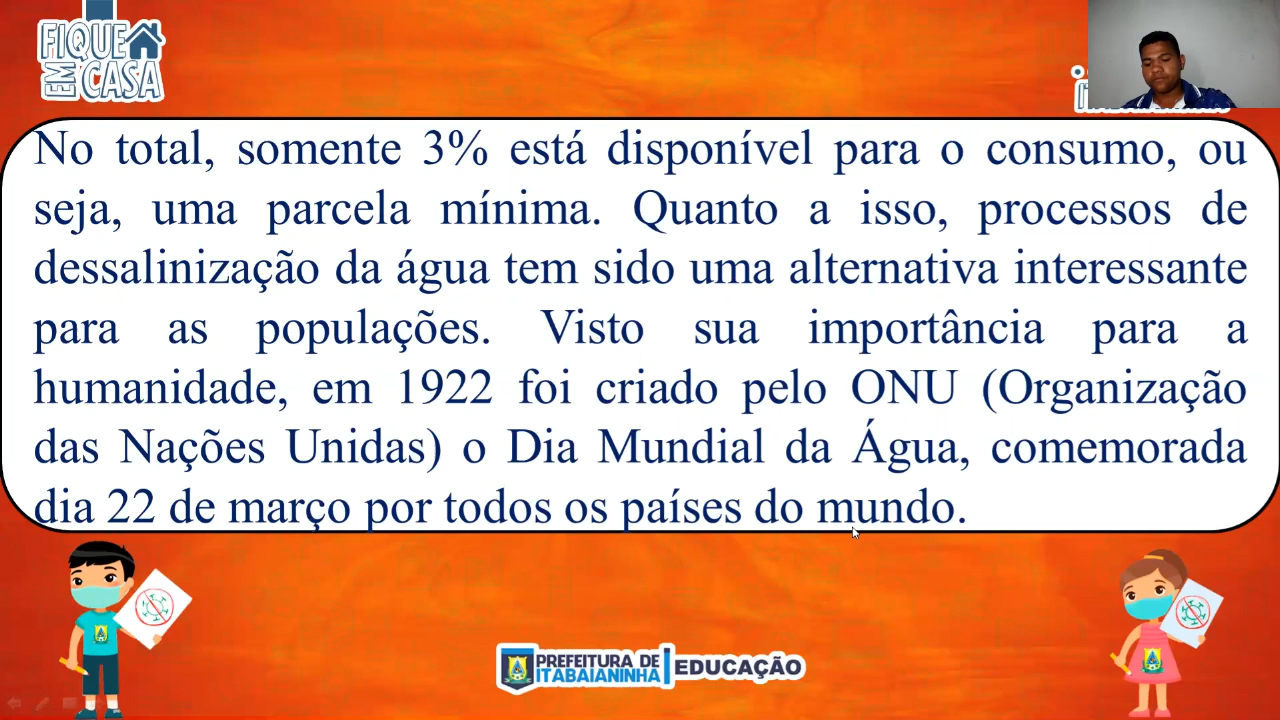 FIQUE
EM CASA
No total, somente 3% está disponível para o consumo, ou
seja, uma parcela mínima. Quanto a isso, processos de
dessalinização da água tem sido uma alternativa interessante
para as populações. Visto sua importância para a
humanidade, em 1922 foi criado pelo ONU (Organização
das Nações Unidas) o Dia Mundial da Água, comemorada
dia 22 de março por todos os países do mundo.
PREFEITURA DE
ITABAIANINHA
EDUCAÇÃO